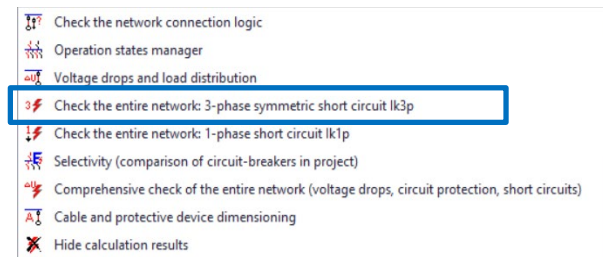 Check the network connection logic
Operation states manager
Voltage drops and load distribution
3 Check the entire network: 3-phase symmetric short circuit Ik3p
Check the entire network: 1-phase short circuit Ik1p
Selectivity (comparison of circuit-breakers in project)
Comprehensive check of the entire network (voltage drops, circuit protection, short circuits)
Cable and protective device dimensioning
Hide calculation results